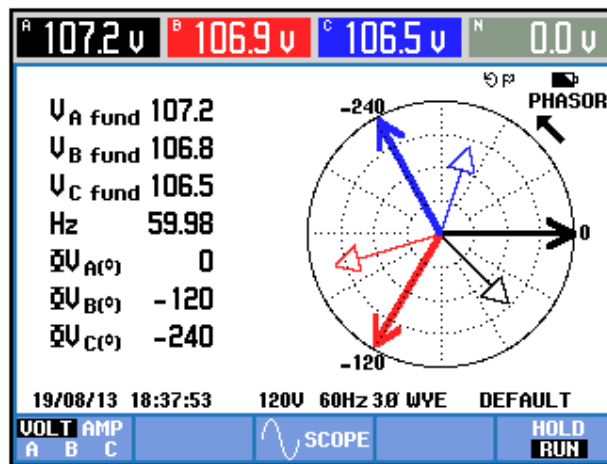 A 107.2 V B 106.9 V C 106.5 V N 0.0 V
PHASOR
VA fund 107.2
VB fund 106.8
VC fund 106.5
Hz 59.98
ΦVA(°) 0
ΦVB(°) -120
ΦVC(°) -240
-240
0
-120
19/08/13 18:37:53 120V 60Hz 3Ø WYE DEFAULT
VOLT AMP
A B C
SCOPE
HOLD
RUN